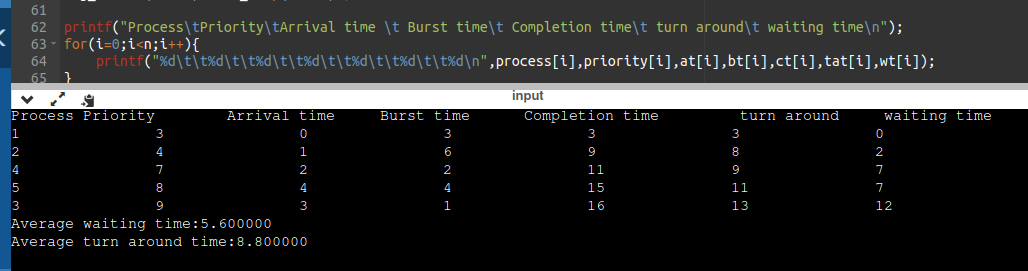 61
62 printf("Process\tPriority\tArrival time \t Burst time\t Completion time\t turn around\t waiting time\n");
63 for(i=0;i<n;i++){
64 printf("%d\t\t%d\t\t%d\t\t%d\t\t%d\t\t%d\t\t%d\n",process[i],priority[i],at[i],bt[i],ct[i],tat[i],wt[i]);
65 }
input
Process Priority Arrival time Burst time Completion time turn around waiting time
1 3 0 3 3 3 0
2 4 1 6 9 8 2
4 7 2 2 11 9 7
5 8 4 4 15 11 7
3 9 3 1 16 13 12
Average waiting time:5.600000
Average turn around time:8.800000